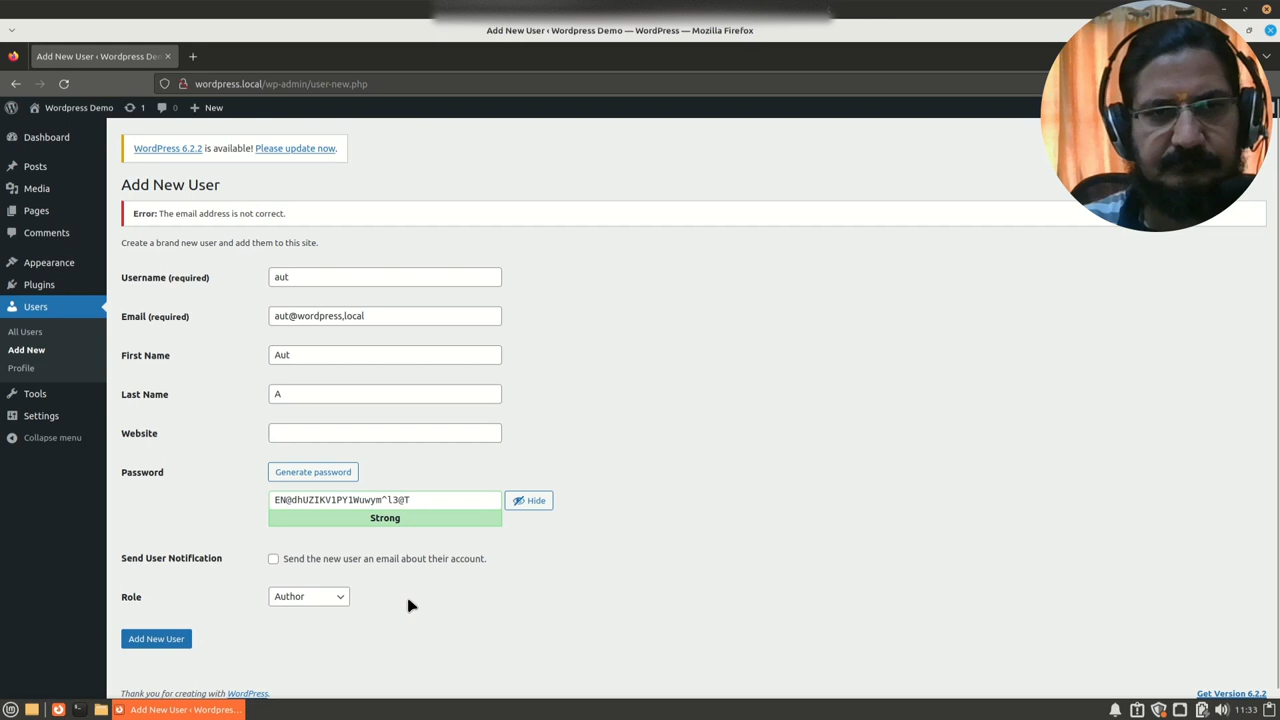 Add New User ‹ Wordpress Demo — WordPress — Mozilla Firefox
Add New User ‹ Wordpress Dem
wordpress.local/wp-admin/user-new.php
Wordpress Demo 1 0 New
Dashboard
Posts
Media
Pages
Comments
Appearance
Plugins
Users
All Users
Add New
Profile
Tools
Settings
Collapse menu
WordPress 6.2.2 is available! Please update now.
Add New User
Error: The email address is not correct.
Create a brand new user and add them to this site.
Username (required) aut
Email (required) aut@wordpress,local
First Name Aut
Last Name A
Website
Password Generate password
EN@dhUZIKV1PY1Wuwym^l3@T Hide
Strong
Send User Notification Send the new user an email about their account.
Role Author
Add New User
Thank you for creating with WordPress. Get Version 6.2.2
Add New User ‹ Wordpres... 11:33